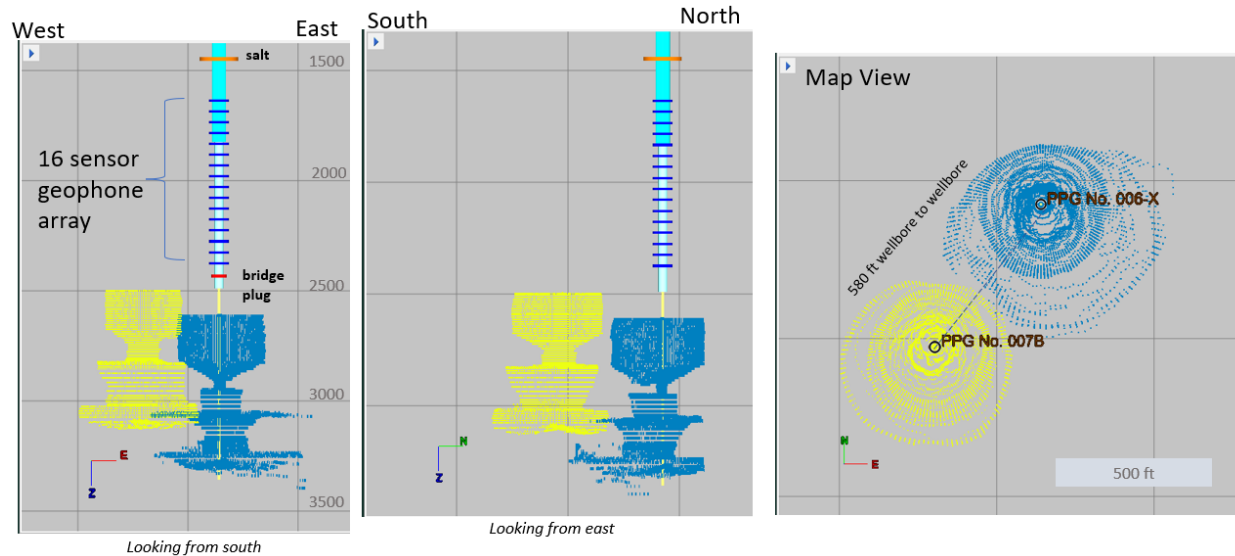 West
East
salt
1500
16 sensor
geophone
array
2000
bridge
plug
2500
3000
3500
E
Z
Looking from south
South
North
N
Z
Looking from east
Map View
580 ft wellbore to wellbore
PPG No. 006-X
PPG No. 007B
N
E
500 ft